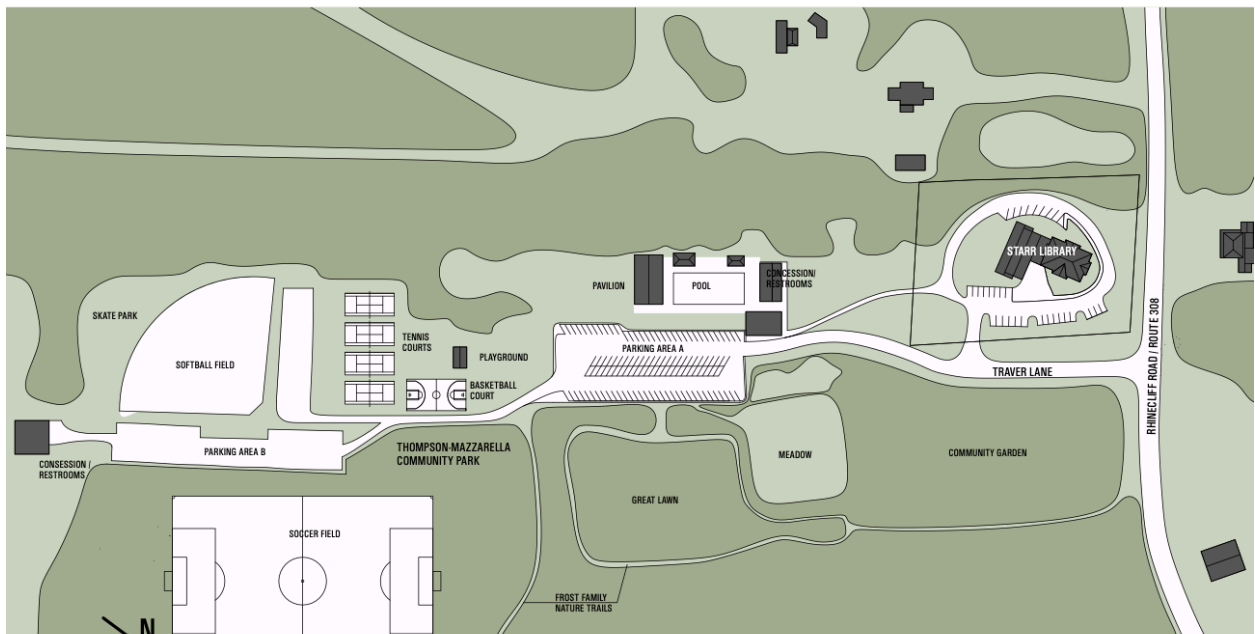 STARR LIBRARY
CONCESSION/
RESTROOMS
PAVILION
POOL
SKATE PARK
RHINECLIFF ROAD / ROUTE 308
TENNIS
COURTS
PARKING AREA A
PLAYGROUND
SOFTBALL FIELD
TRAVER LANE
BASKETBALL
COURT
THOMPSON-MAZZARELLA
COMMUNITY PARK
PARKING AREA B
MEADOW
COMMUNITY GARDEN
CONSESSION /
RESTROOMS
GREAT LAWN
SOCCER FIELD
FROST FAMILY
NATURE TRAILS
N